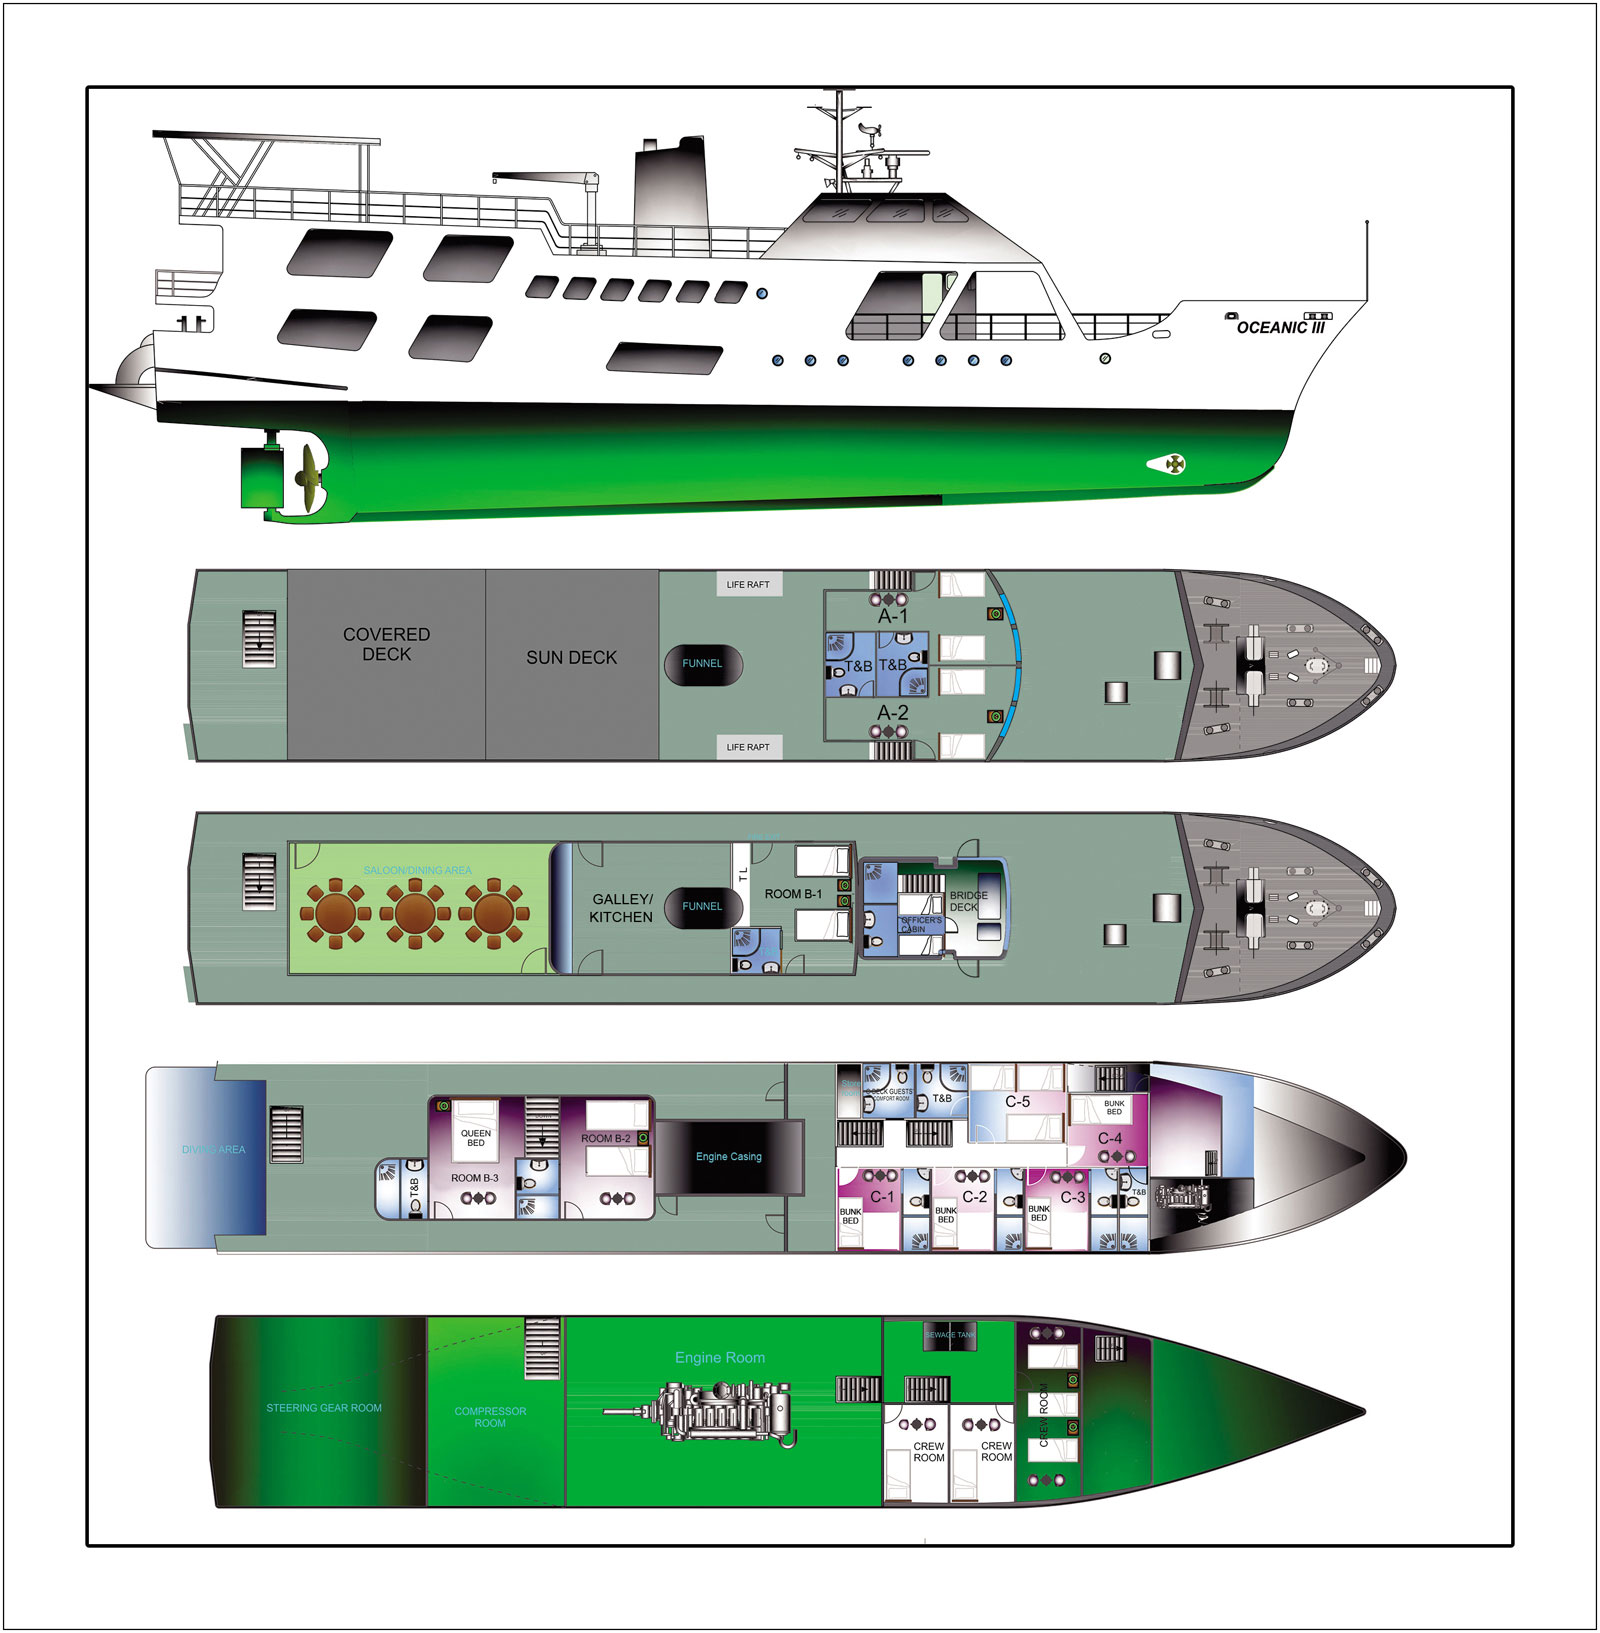 OCEANIC III
LIFE RAFT
COVERED
DECK
SUN DECK
FUNNEL
A-1
T&B
T&B
A-2
LIFE RAPT
SALOON/DINING AREA
GALLEY/
KITCHEN
FUNNEL
T L
ROOM B-1
T&B
BRIDGE
DECK
OFFICER'S
CABIN
DIVING AREA
QUEEN
BED
ROOM B-3
T&B
ROOM B-2
Engine Casing
C DECK GUESTS'
COMFORT ROOM
T&B
C-5
BUNK
BED
C-4
C-1
BUNK
BED
C-2
BUNK
BED
C-3
BUNK
BED
T&B
STEERING GEAR ROOM
COMPRESSOR
ROOM
Engine Room
SEWAGE TANK
CREW
ROOM
CREW
ROOM
CREW ROOM